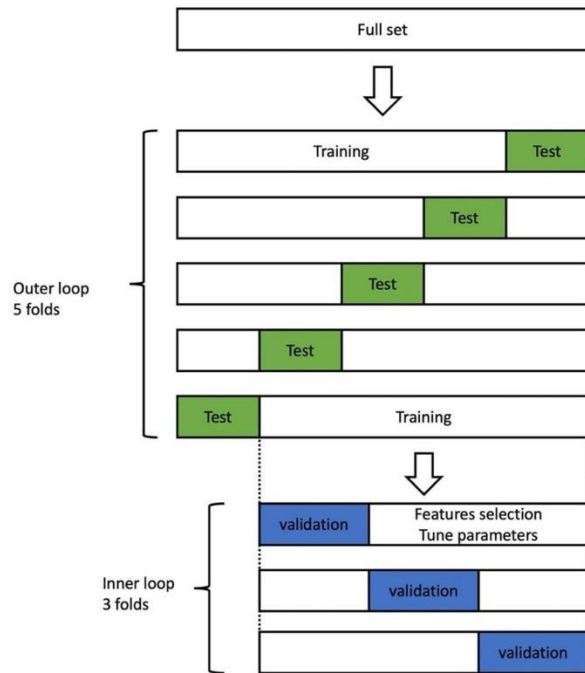 Full set
Training
Test
Test
Outer loop
5 folds
Test
Test
Test
Training
validation
Features selection
Tune parameters
Inner loop
3 folds
validation
validation